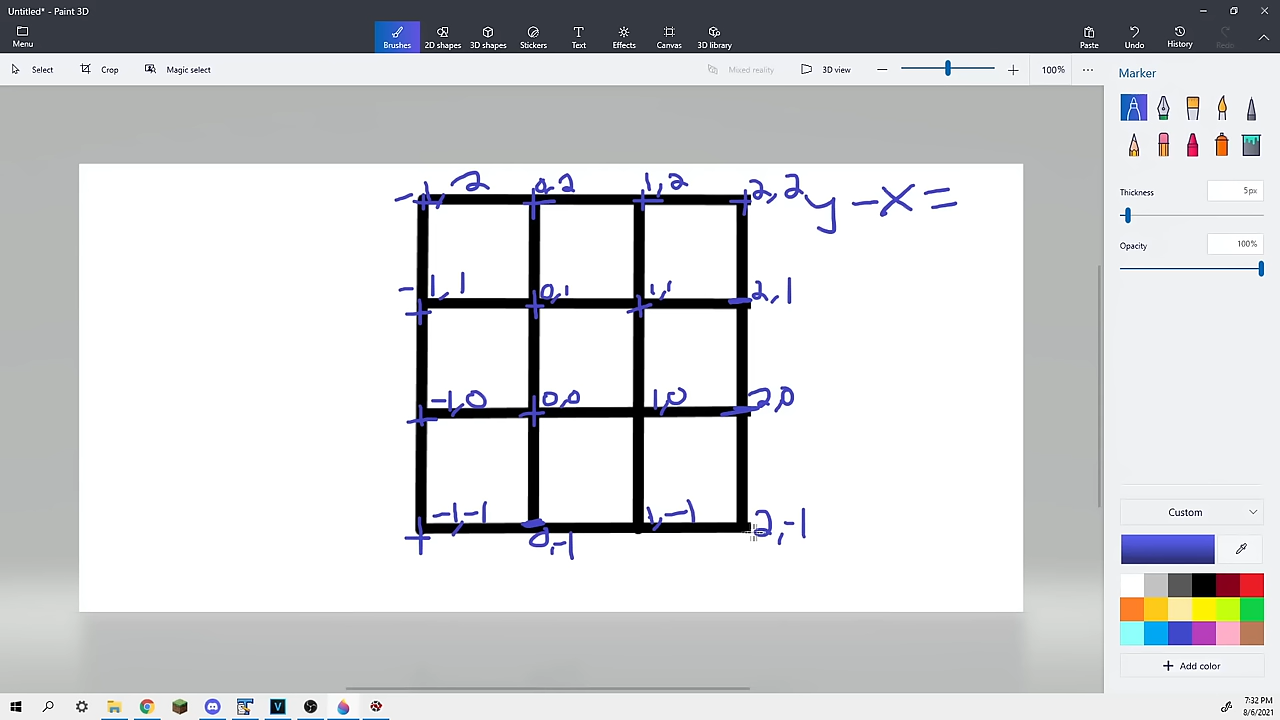 Untitled* - Paint 3D
Menu
Brushes
2D shapes
3D shapes
Stickers
Text
Effects
Canvas
3D library
Paste
Undo
History
Redo
Select
Crop
Magic select
Mixed reality
3D view
100%
Marker
Thickness
5px
Opacity
100%
-1, 2
0,2
1,2
2,2
y-x=
-1,1
0,1
1,1
2,1
-1,0
0,0
1,0
2,0
-1,-1
0,-1
1,-1
2,-1
Custom
Add color
7:32 PM
8/6/2021